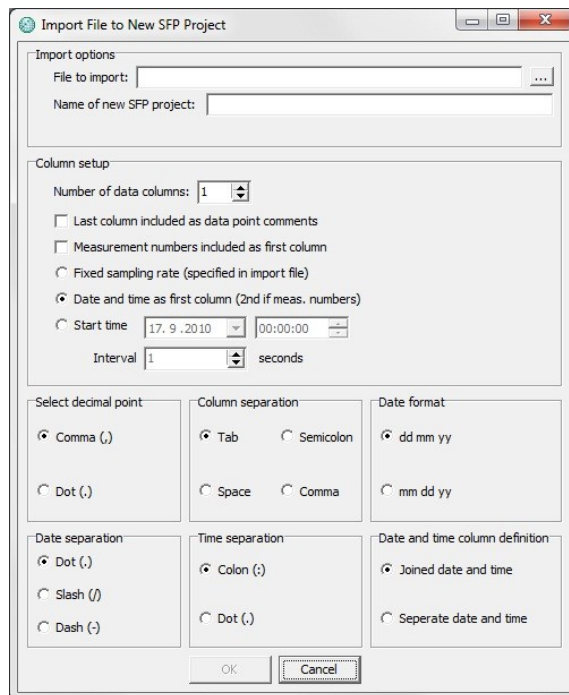 Import File to New SFP Project
Import options
File to import:
...
Name of new SFP project:
Column setup
Number of data columns: 1
Last column included as data point comments
Measurement numbers included as first column
Fixed sampling rate (specified in import file)
Date and time as first column (2nd if meas. numbers)
Start time 17. 9 .2010 00:00:00
Interval 1 seconds
Select decimal point
Comma (,)
Dot (.)
Column separation
Tab Semicolon
Space Comma
Date format
dd mm yy
mm dd yy
Date separation
Dot (.)
Slash (/)
Dash (-)
Time separation
Colon (:)
Dot (.)
Date and time column definition
Joined date and time
Seperate date and time
OK Cancel